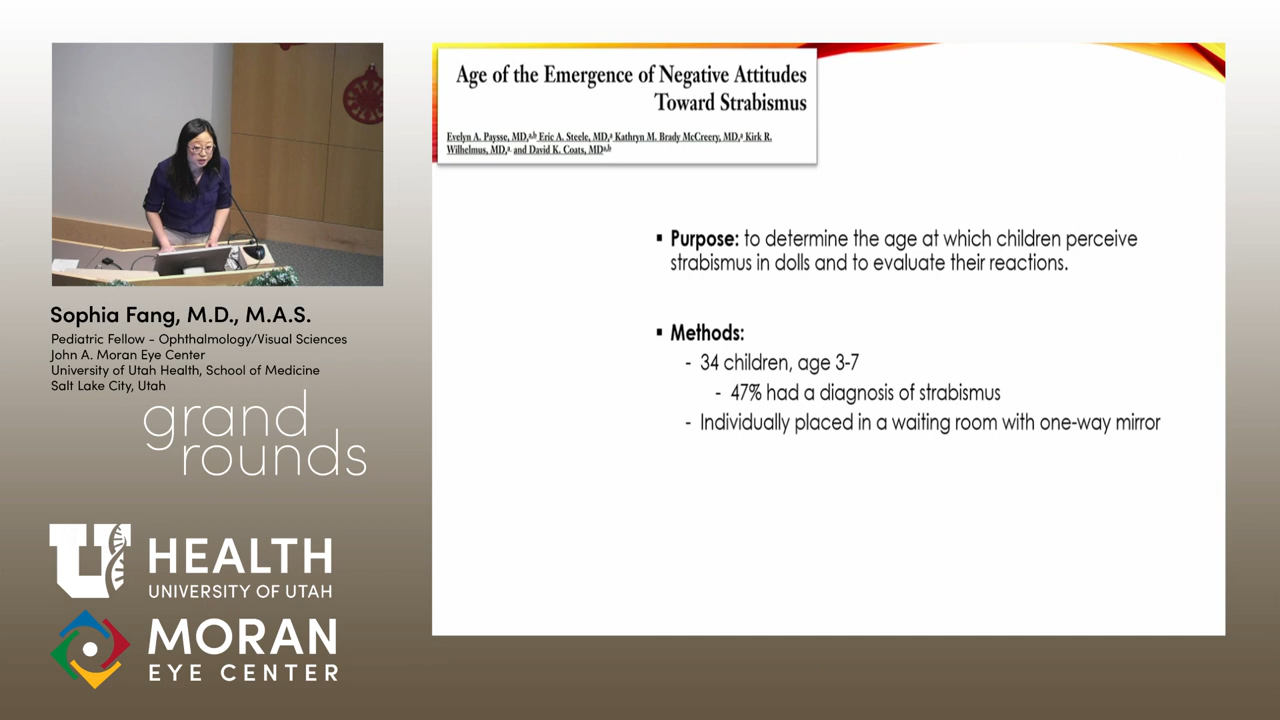 Age of the Emergence of Negative Attitudes
Toward Strabismus
Evelyn A. Paysse, MD,a,b Eric A. Steele, MD,a Kathryn M. Brady McCreery, MD,a Kirk R.
Wilhelmus, MD,a and David K. Coats, MDa,b
▪ Purpose: to determine the age at which children perceive
strabismus in dolls and to evaluate their reactions.
▪ Methods:
- 34 children, age 3-7
- 47% had a diagnosis of strabismus
- Individually placed in a waiting room with one-way mirror
Sophia Fang, M.D., M.A.S.
Pediatric Fellow - Ophthalmology/Visual Sciences
John A. Moran Eye Center
University of Utah Health, School of Medicine
Salt Lake City, Utah
grand
rounds
U HEALTH
UNIVERSITY OF UTAH
MORAN
EYE CENTER